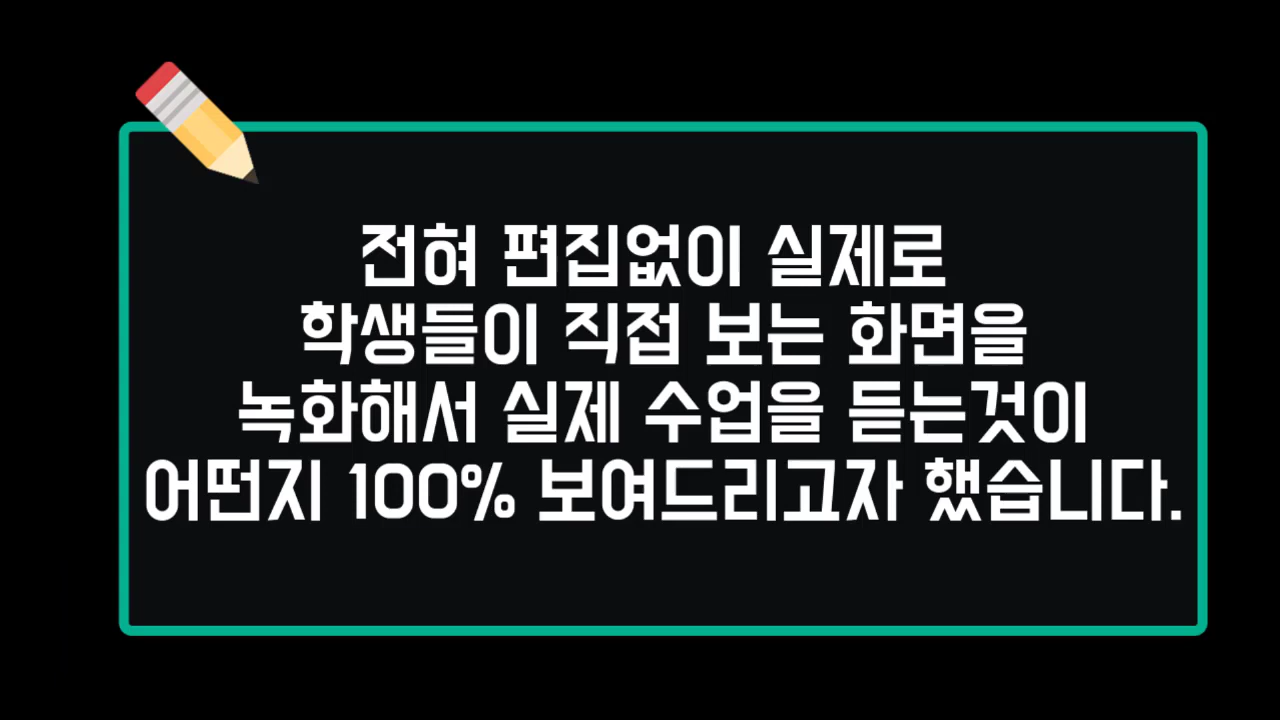 전혀 편집없이 실제로
학생들이 직접 보는 화면을
녹화해서 실제 수업을 듣는것이
어떤지 100% 보여드리고자 했습니다.